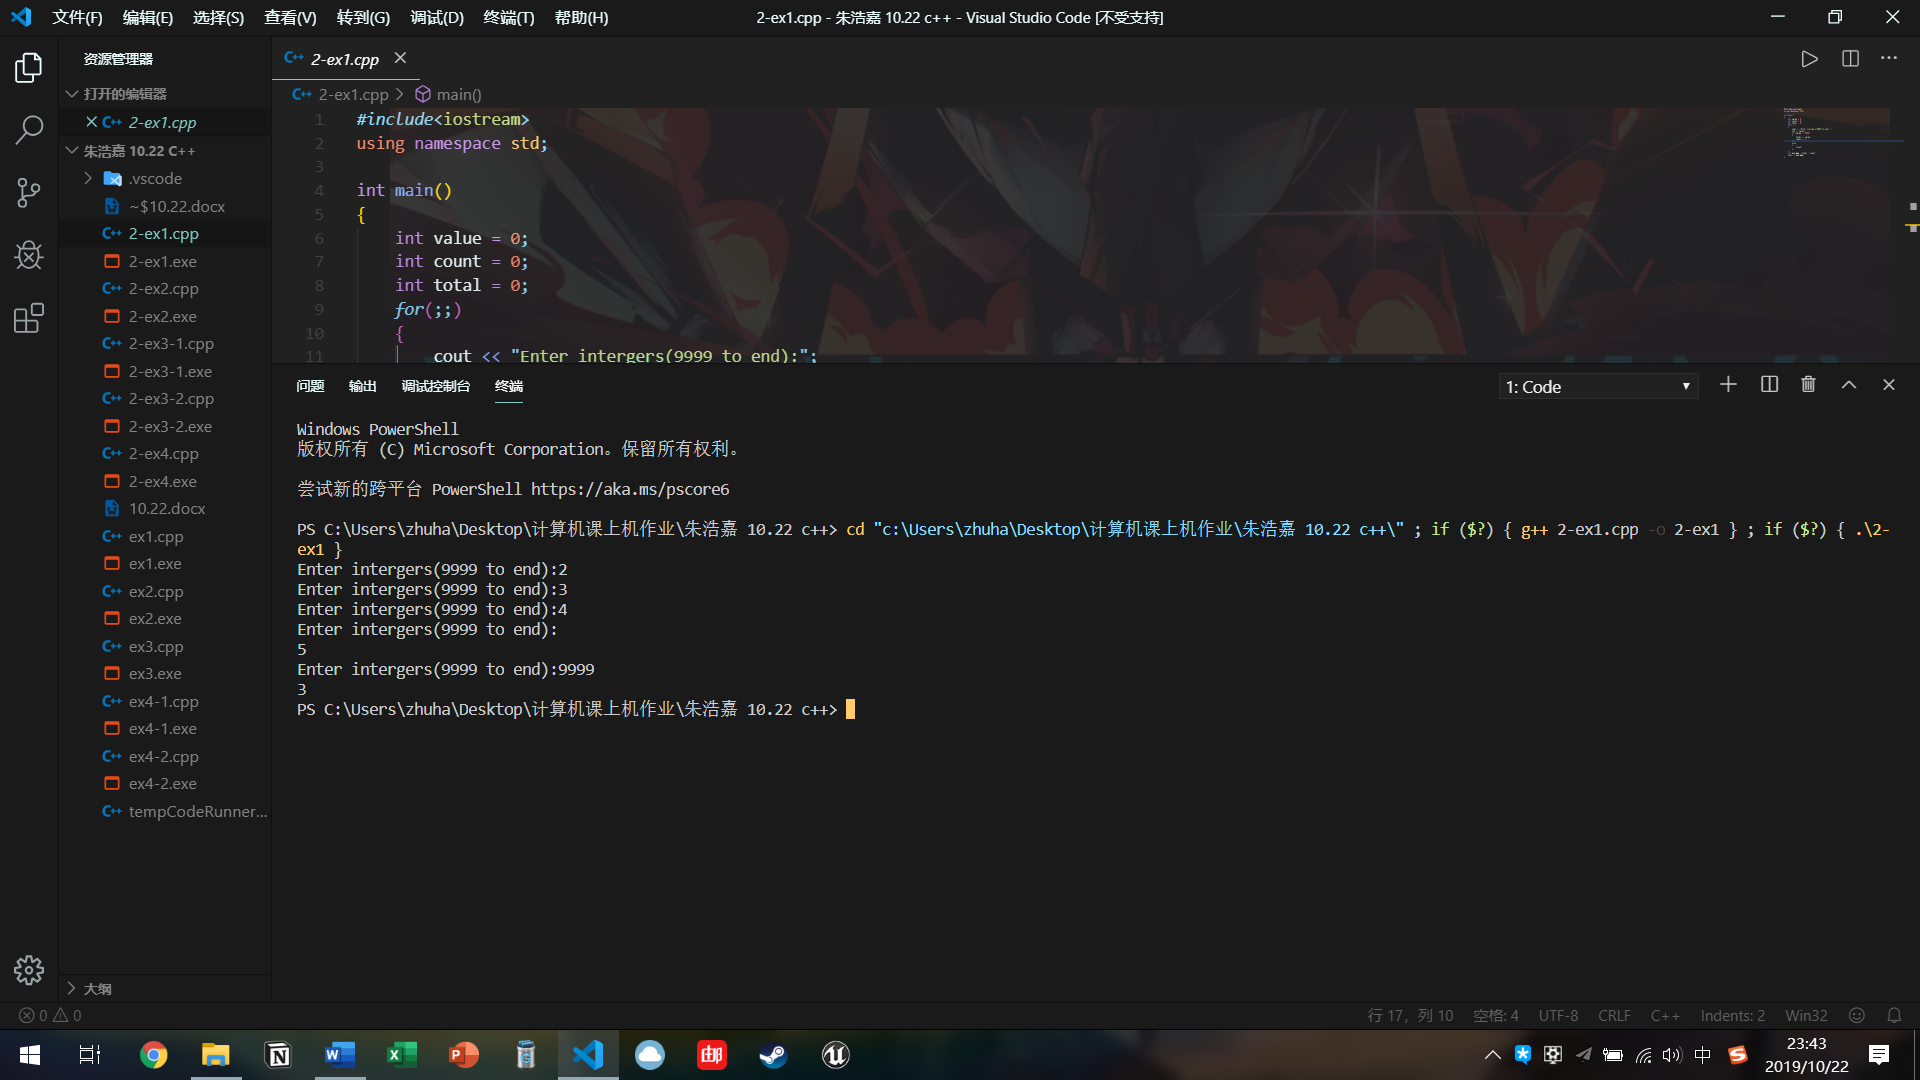 文件(F) 编辑(E) 选择(S) 查看(V) 转到(G) 调试(D) 终端(T) 帮助(H)
2-ex1.cpp - 朱浩嘉 10.22 c++ - Visual Studio Code [不受支持]
资源管理器
打开的编辑器
2-ex1.cpp
朱浩嘉 10.22 C++
.vscode
~$10.22.docx
2-ex1.cpp
2-ex1.exe
2-ex2.cpp
2-ex2.exe
2-ex3-1.cpp
2-ex3-1.exe
2-ex3-2.cpp
2-ex3-2.exe
2-ex4.cpp
2-ex4.exe
10.22.docx
ex1.cpp
ex1.exe
ex2.cpp
ex2.exe
ex3.cpp
ex3.exe
ex4-1.cpp
ex4-1.exe
ex4-2.cpp
ex4-2.exe
tempCodeRunner...
大纲
2-ex1.cpp
2-ex1.cpp > main()
1 #include<iostream>
2 using namespace std;
3
4 int main()
5 {
6 int value = 0;
7 int count = 0;
8 int total = 0;
9 for(;;)
10 {
11 cout << "Enter intergers(9999 to end):";
问题 输出 调试控制台 终端
1: Code
Windows PowerShell
版权所有 (C) Microsoft Corporation。保留所有权利。
尝试新的跨平台 PowerShell https://aka.ms/pscore6
PS C:\Users\zhuha\Desktop\计算机课上机作业\朱浩嘉 10.22 c++> cd "c:\Users\zhuha\Desktop\计算机课上机作业\朱浩嘉 10.22 c++\" ; if ($?) { g++ 2-ex1.cpp -o 2-ex1 } ; if ($?) { .\2-
ex1 }
Enter intergers(9999 to end):2
Enter intergers(9999 to end):3
Enter intergers(9999 to end):4
Enter intergers(9999 to end):
5
Enter intergers(9999 to end):9999
3
PS C:\Users\zhuha\Desktop\计算机课上机作业\朱浩嘉 10.22 c++>
0 0
行 17，列 10 空格: 4 UTF-8 CRLF C++ Indents: 2 Win32
中
23:43
2019/10/22